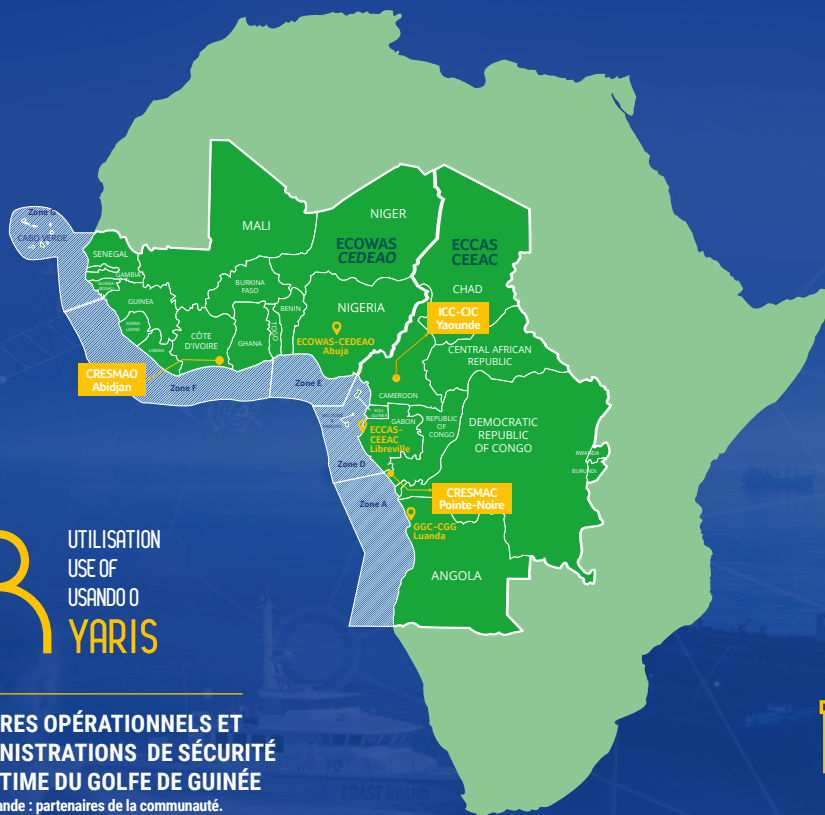 NIGER
MALI
ECOWAS
CEDEAO
ECCAS
CEEAC
Zone G
CABO VERDE
SENEGAL
GAMBIA
GUINEA
BISSAU
GUINEA
SIERRA
LEONE
LIBERIA
CÔTE
D'IVOIRE
BURKINA
FASO
GHANA
TOGO
BENIN
NIGERIA
CHAD
ECOWAS-CEDEAO
Abuja
ICC-CIC
Yaounde
CENTRAL AFRICAN
REPUBLIC
CRESMAO
Abidjan
Zone F
Zone E
CAMEROON
EQU.
GUINEA
GABON
REPUBLIC
OF
CONGO
DEMOCRATIC
REPUBLIC
OF CONGO
ECCAS-
CEEAC
Libreville
RWANDA
BURUNDI
Zone D
CRESMAC
Pointe-Noire
Zone A
GGC-CGG
Luanda
ANGOLA
R
UTILISATION
USE OF
USANDO O
YARIS
RES OPÉRATIONNELS ET
NISTRATIONS DE SÉCURITÉ
TIME DU GOLFE DE GUINÉE
ande : partenaires de la communauté.
COAST GUARD